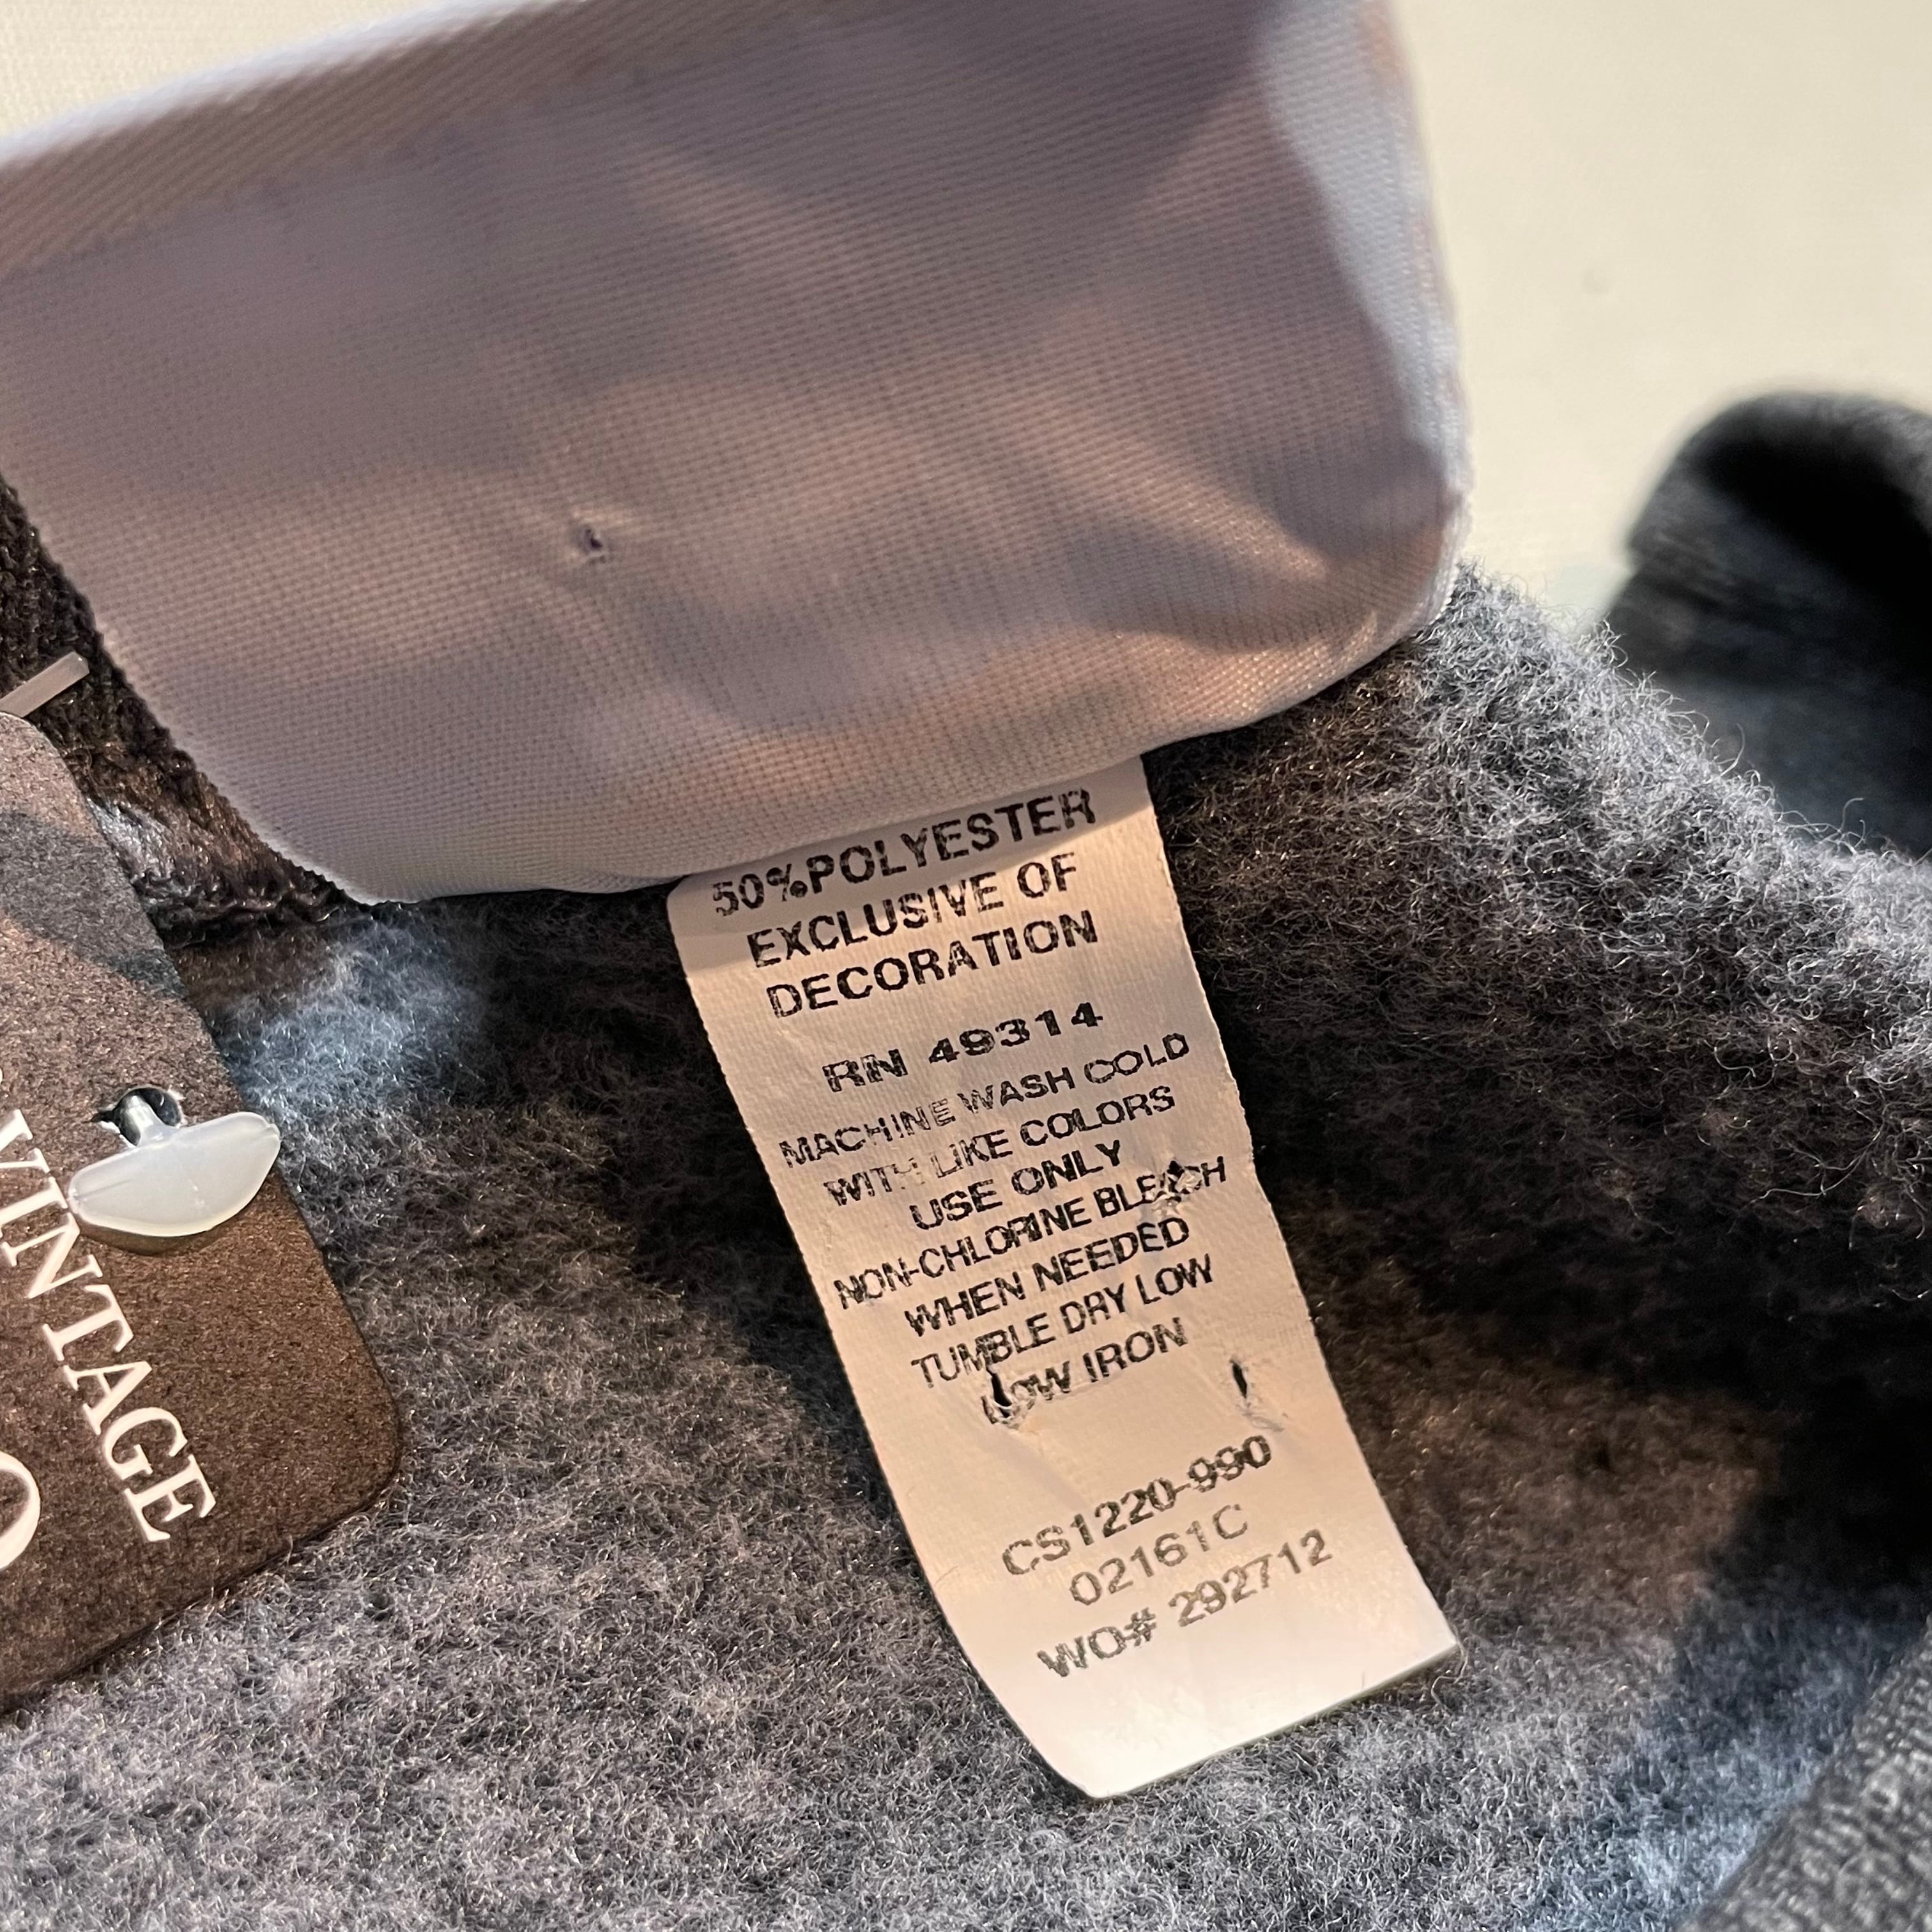 50%POLYESTER
EXCLUSIVE OF
DECORATION
RN 49314
MACHINE WASH COLD
WITH LIKE COLORS
USE ONLY
NON-CHLORINE BLEACH
WHEN NEEDED
TUMBLE DRY LOW
LOW IRON
CS1220-990
02161C
WO# 292712
VINTAGE